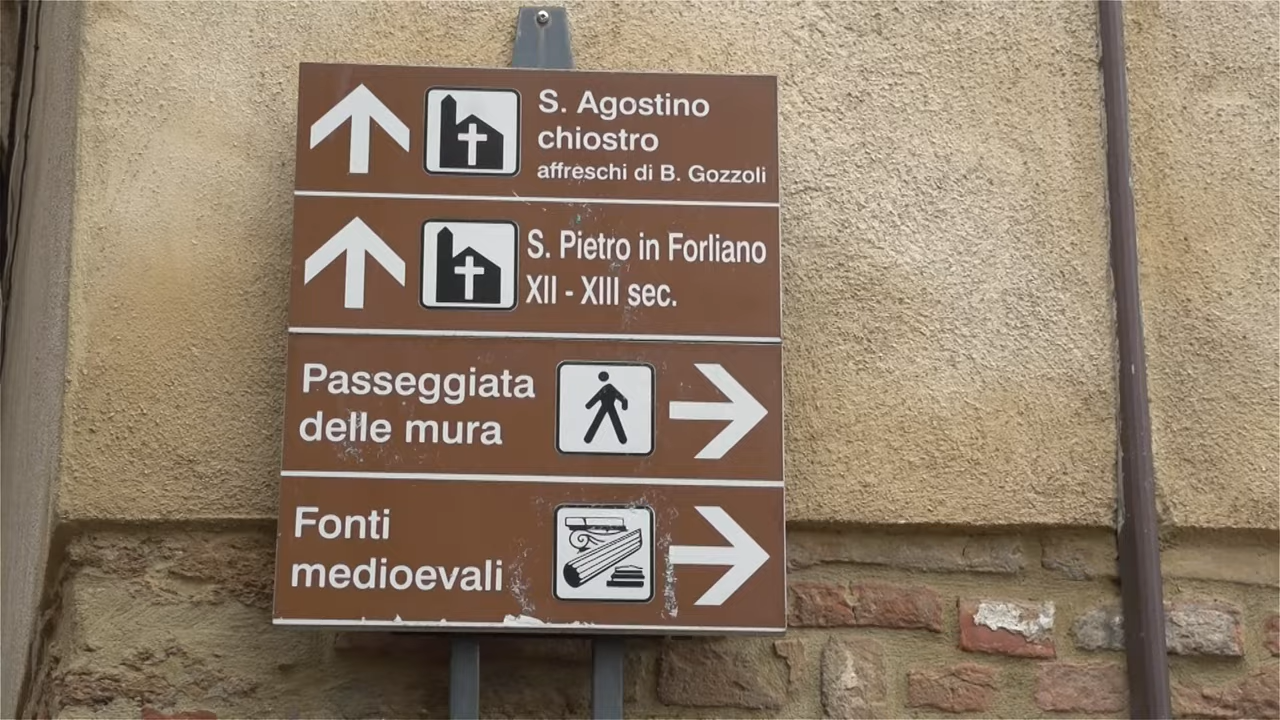 S. Agostino
chiostro
affreschi di B. Gozzoli
S. Pietro in Forliano
XII - XIII sec.
Passeggiata
delle mura
Fonti
medioevali